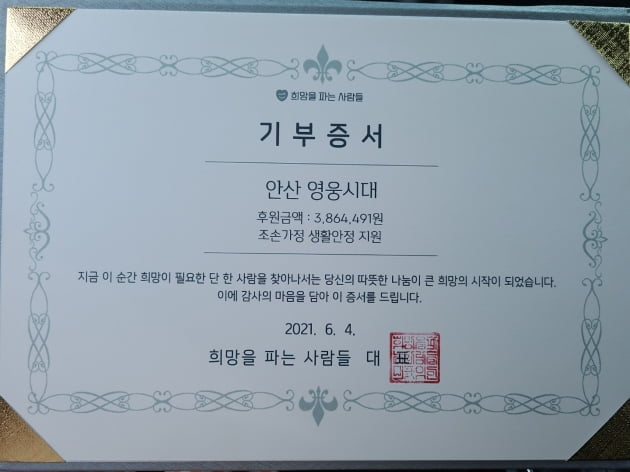 희망을 파는 사람들
기부증서
안산 영웅시대
후원금액 : 3,864,491원
조손가정 생활안정 지원
지금 이 순간 희망이 필요한 단 한 사람을 찾아나서는 당신의 따뜻한 나눔이 큰 희망의 시작이 되었습니다.
이에 감사의 마음을 담아 이 증서를 드립니다.
2021. 6. 4.
희망을 파는 사람들 대 표